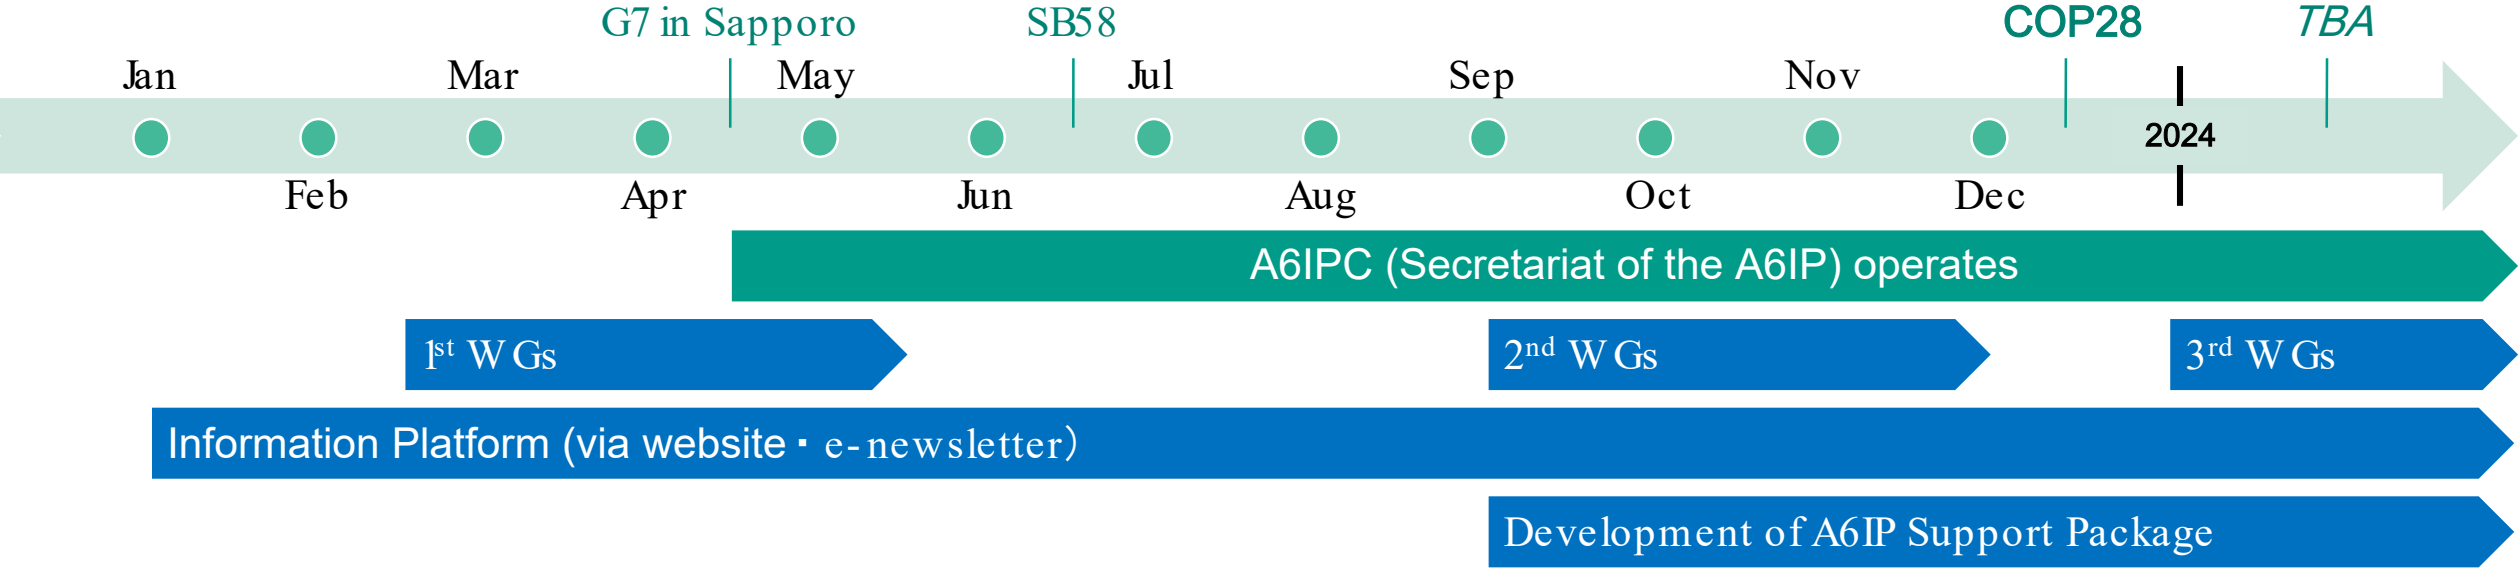 G7 in Sapporo SB58 COP28 TBA
Jan Mar May Jul Sep Nov
2024
Feb Apr Jun Aug Oct Dec
A6IPC (Secretariat of the A6IP) operates
1st WGs 2nd WGs 3rd WGs
Information Platform (via website・e-newsletter）
Development of A6IP Support Package